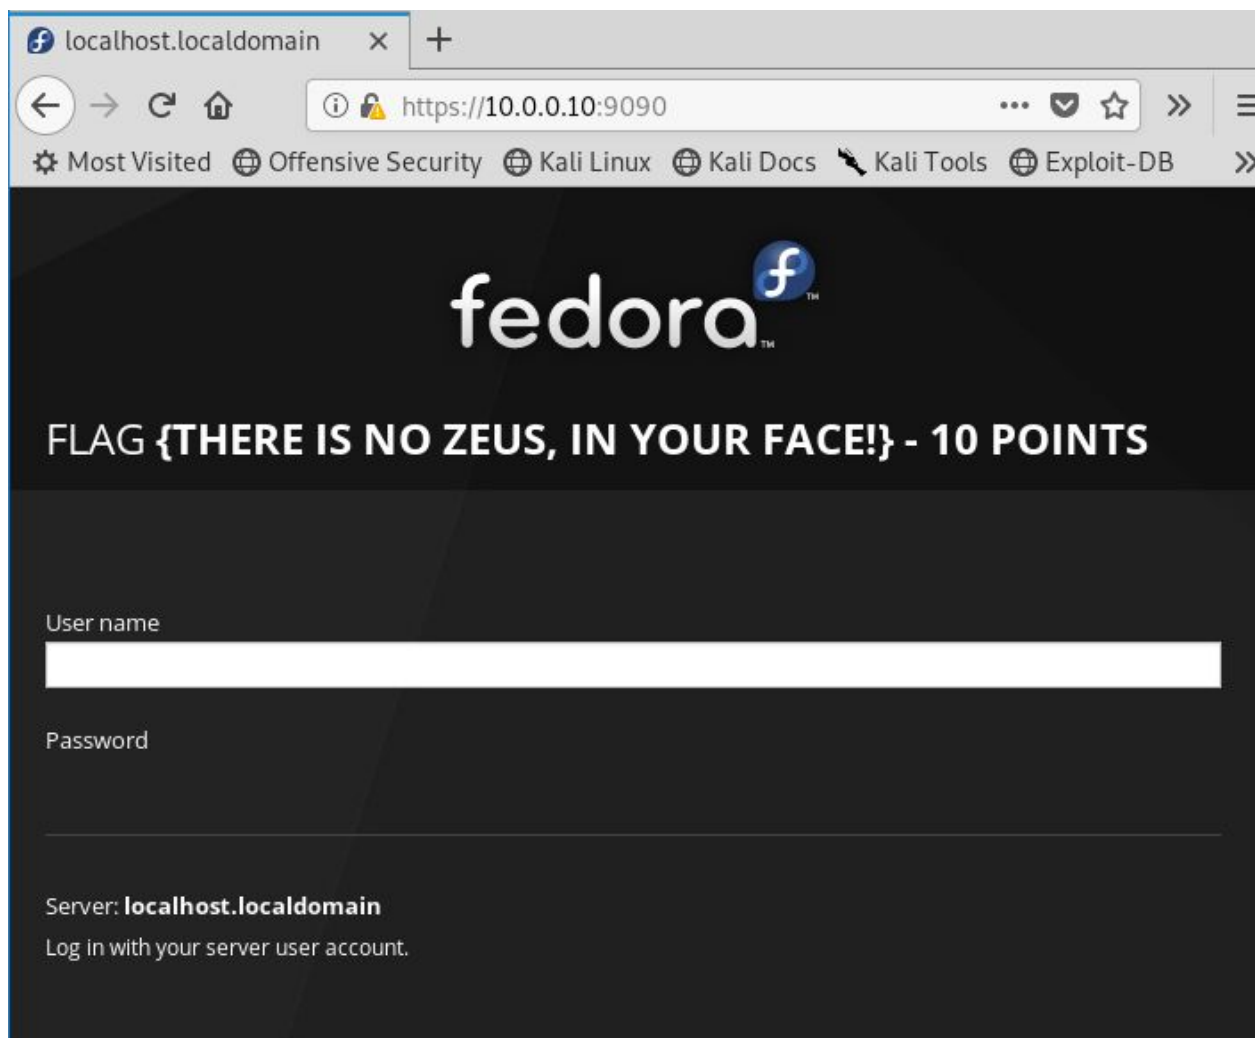 localhost.localdomain
https://10.0.0.10:9090
Most Visited Offensive Security Kali Linux Kali Docs Kali Tools Exploit-DB
fedora™
FLAG {THERE IS NO ZEUS, IN YOUR FACE!} - 10 POINTS
User name
Password
Server: localhost.localdomain
Log in with your server user account.